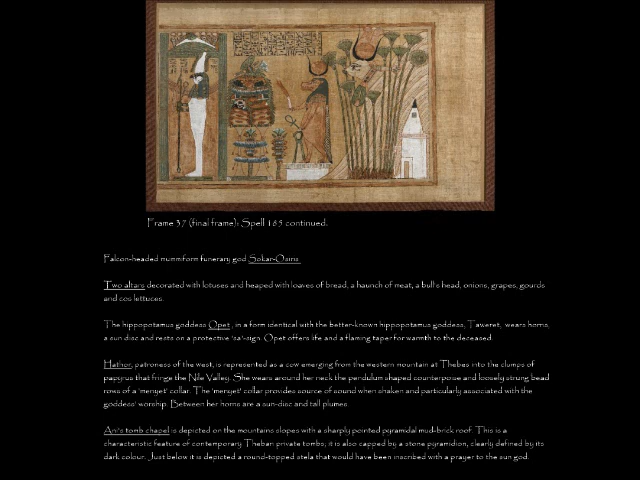 Frame 37 (final frame): Spell 185 continued.
Falcon-headed mummiform funerary god Sokar-Osiris
Two altars decorated with lotuses and heaped with loaves of bread, a haunch of meat, a bull's head, onions, grapes, gourds
and cos lettuces.
The hippopotamus goddess Opet, in a form identical with the better-known hippopotamus goddess, Taweret, wears horns,
a sun disc and rests on a protective 'sa'-sign. Opet offers life and a flaming taper for warmth to the deceased.
Hathor, patroness of the west, is represented as a cow emerging from the western mountain at Thebes into the clumps of
papyrus that fringe the Nile Valley. She wears around her neck the pendulum shaped counterpoise and loosely strung bead
rows of a 'menyet' collar. The 'menyet' collar provides source of sound when shaken and particularly associated with the
goddess' worship. Between her horns are a sun-disc and tall plumes.
Ani's tomb chapel is depicted on the mountains slopes with a sharply pointed pyramidal mud-brick roof. This is a
characteristic feature of contemporary Theban private tombs; it is also capped by a stone pyramidion, clearly defined by its
dark colour. Just below it is depicted a round-topped stela that would have been inscribed with a prayer to the sun god.